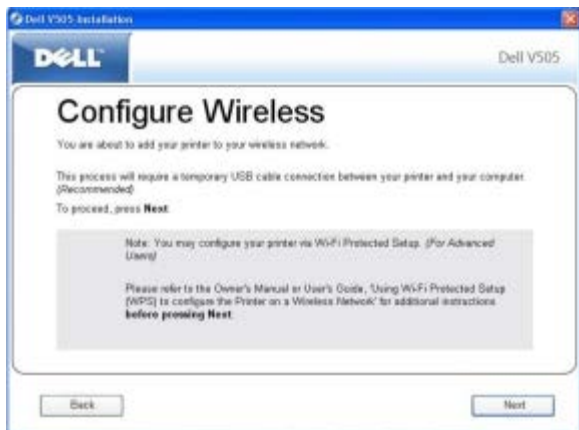 Dell V505 Installation
DELL™
Dell V505
Configure Wireless
You are about to add your printer to your wireless network.
This process will require a temporary USB cable connection between your printer and your computer.
(Recommended)
To proceed, press Next
Note: You may configure your printer via Wi-Fi Protected Setup. (For Advanced
Users)
Please refer to the Owner's Manual or User's Guide, 'Using Wi-Fi Protected Setup
(WPS) to configure the Printer on a Wireless Network' for additional instructions
before pressing Next.
Back
Next